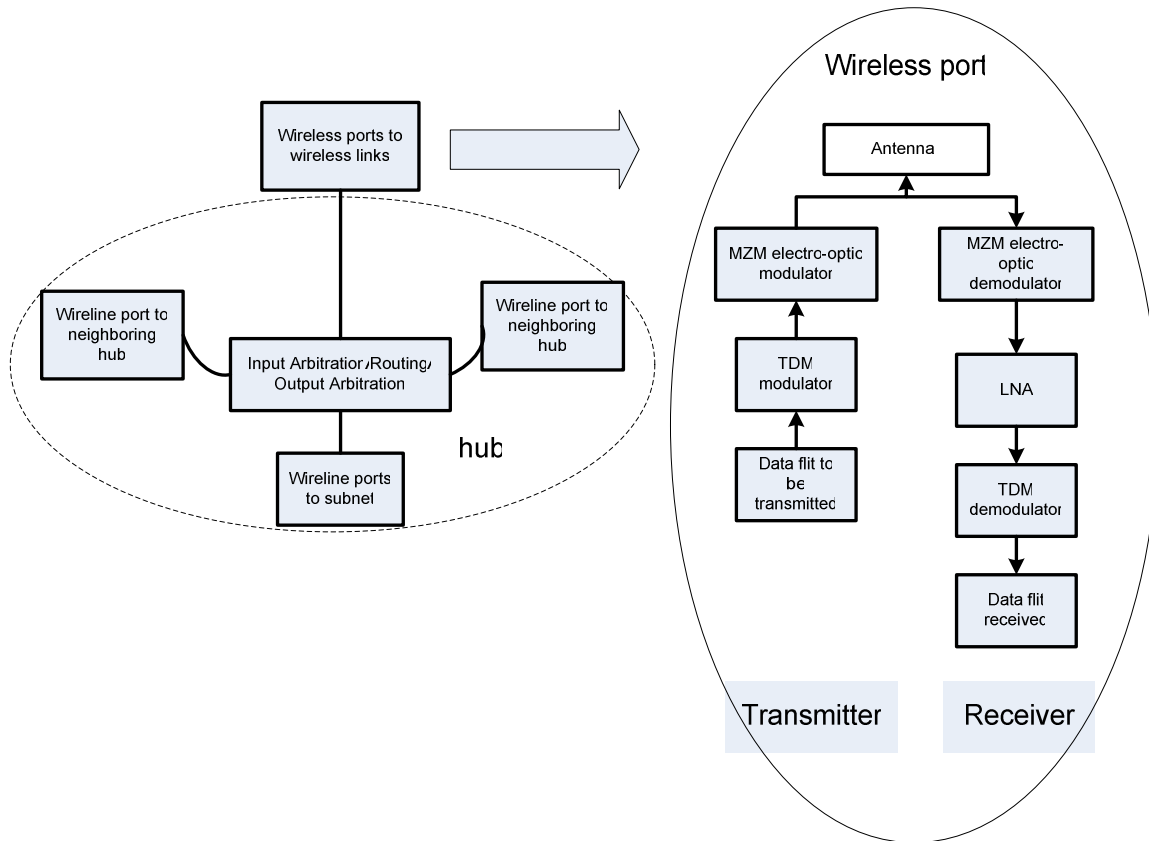 Wireless port
Wireless ports to
wireless links
Antenna
MZM electro-optic
modulator
MZM electro-
optic
demodulator
Wireline port to
neighboring
hub
Wireline port to
neighboring
hub
Input Arbitration/Routing/
Output Arbitration
TDM
modulator
LNA
hub
Wireline ports
to subnet
Data flit to
be
transmitted
TDM
demodulator
Data flit
received
Transmitter
Receiver